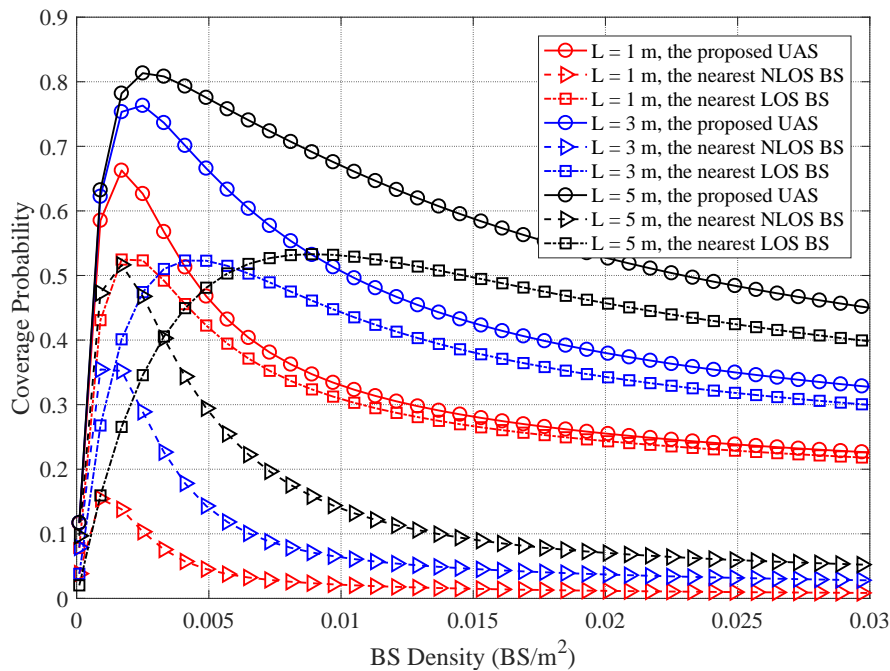 0.9
0.8
0.7
0.6
0.5
0.4
0.3
0.2
0.1
0
Coverage Probability
L = 1 m, the proposed UAS
L = 1 m, the nearest NLOS BS
L = 1 m, the nearest LOS BS
L = 3 m, the proposed UAS
L = 3 m, the nearest NLOS BS
L = 3 m, the nearest LOS BS
L = 5 m, the proposed UAS
L = 5 m, the nearest NLOS BS
L = 5 m, the nearest LOS BS
0 0.005 0.01 0.015 0.02 0.025 0.03
BS Density (BS/m²)